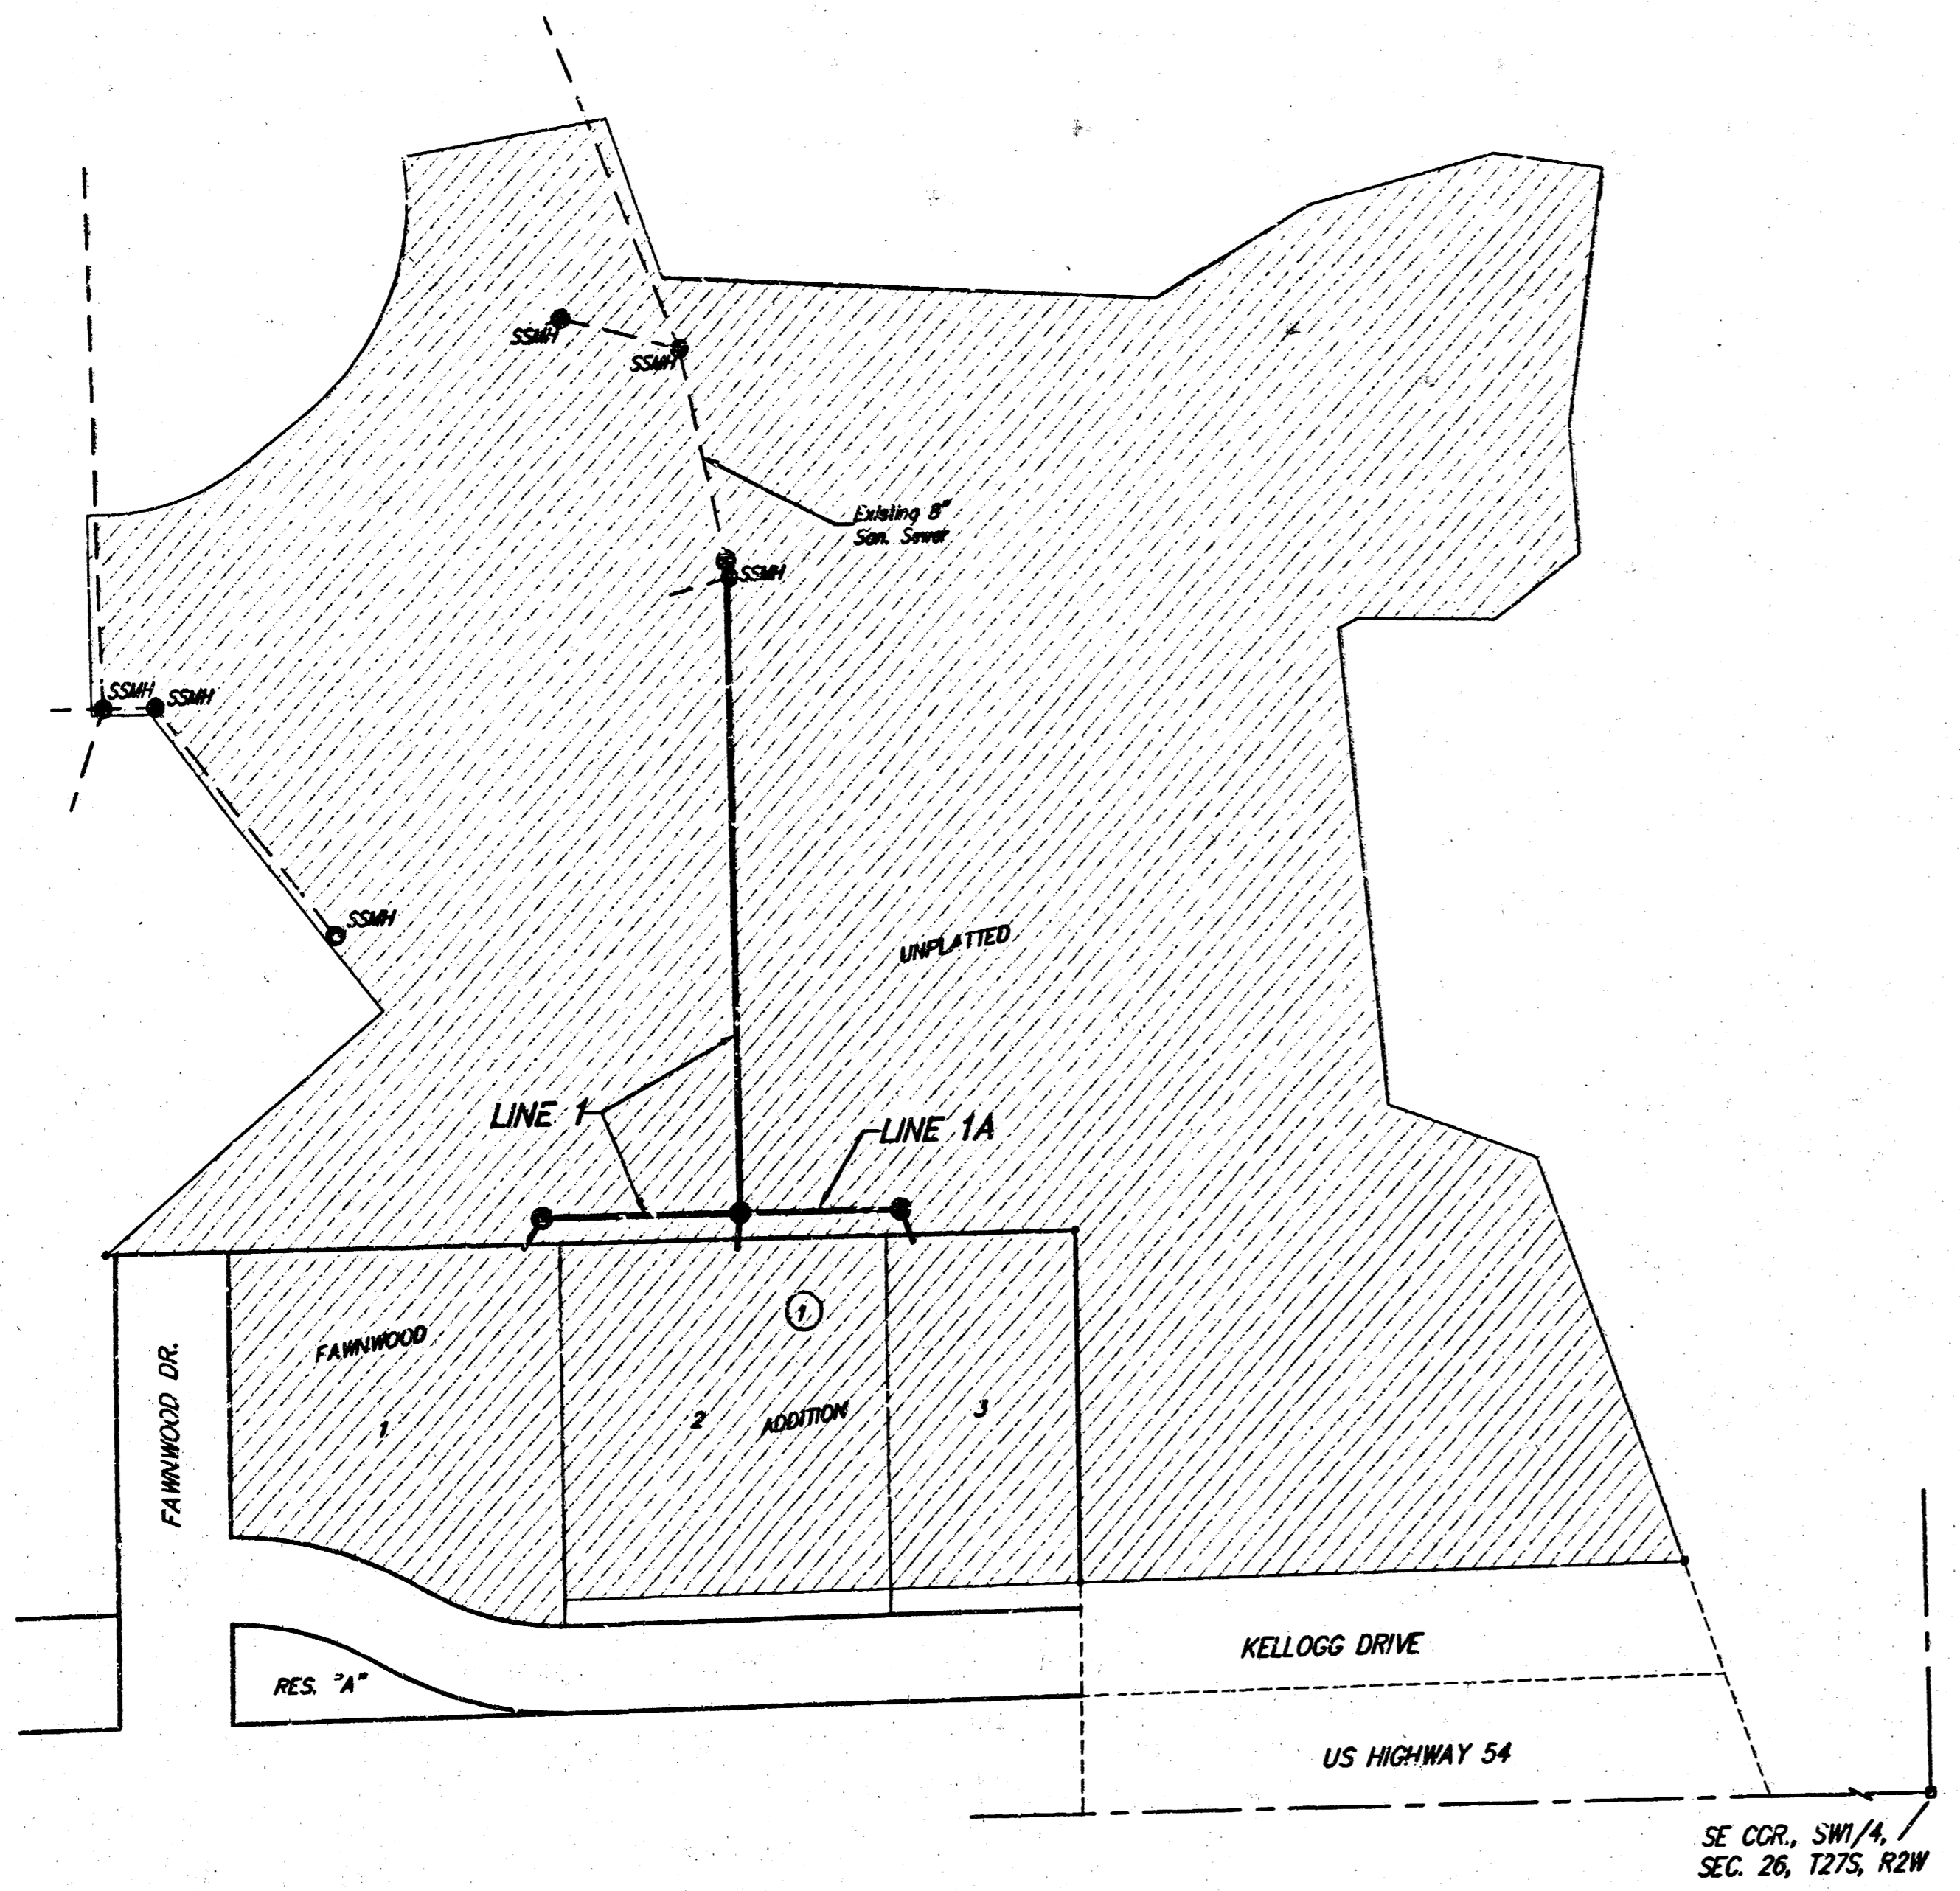 SSMH
SSMH
Existing 8"
San. Sewer
SSMH
SSMH
SSMH
SSMH
UNPLATTED
LINE 1
LINE 1A
1
FAWNWOOD
ADDITION
1
2
3
FAWNWOOD DR.
RES. "A"
KELLOGG DRIVE
US HIGHWAY 54
SE COR., SW1/4,
SEC. 26, T27S, R2W